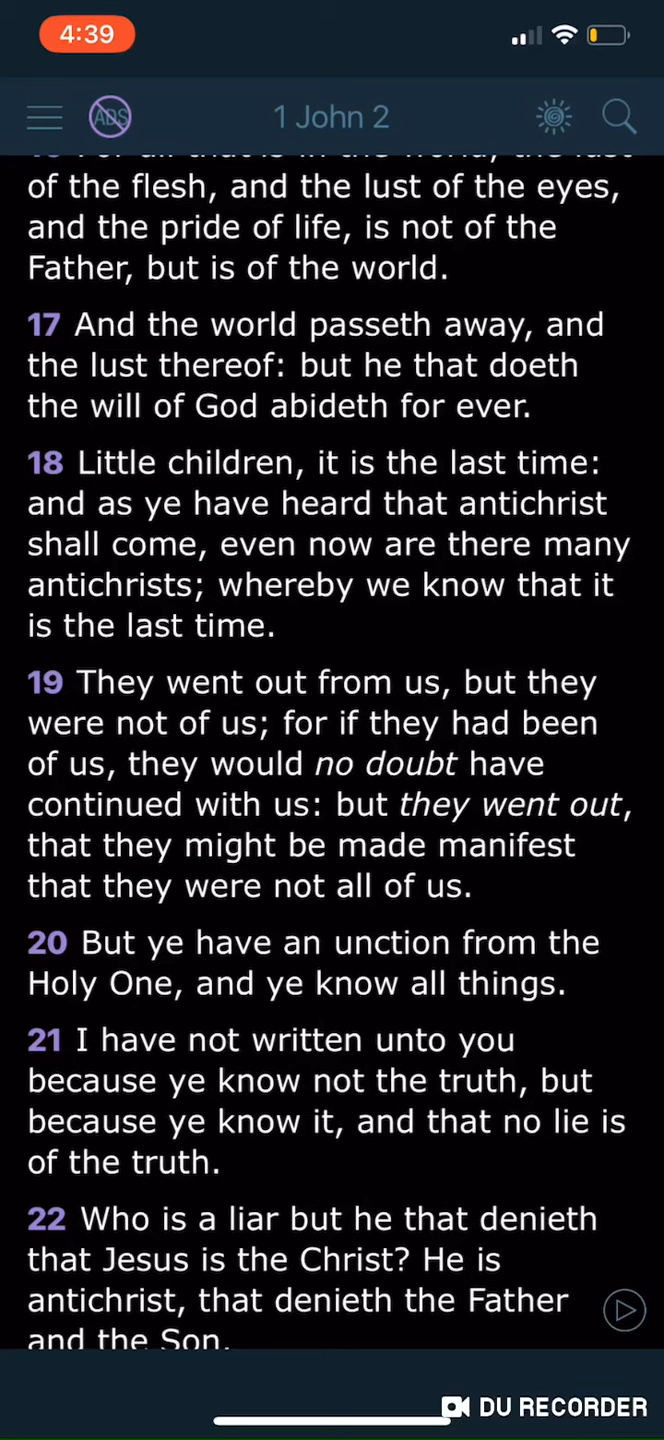 4:39
ADS
1 John 2
of the flesh, and the lust of the eyes,
and the pride of life, is not of the
Father, but is of the world.
17 And the world passeth away, and
the lust thereof: but he that doeth
the will of God abideth for ever.
18 Little children, it is the last time:
and as ye have heard that antichrist
shall come, even now are there many
antichrists; whereby we know that it
is the last time.
19 They went out from us, but they
were not of us; for if they had been
of us, they would no doubt have
continued with us: but they went out,
that they might be made manifest
that they were not all of us.
20 But ye have an unction from the
Holy One, and ye know all things.
21 I have not written unto you
because ye know not the truth, but
because ye know it, and that no lie is
of the truth.
22 Who is a liar but he that denieth
that Jesus is the Christ? He is
antichrist, that denieth the Father
and the Son.
DU RECORDER